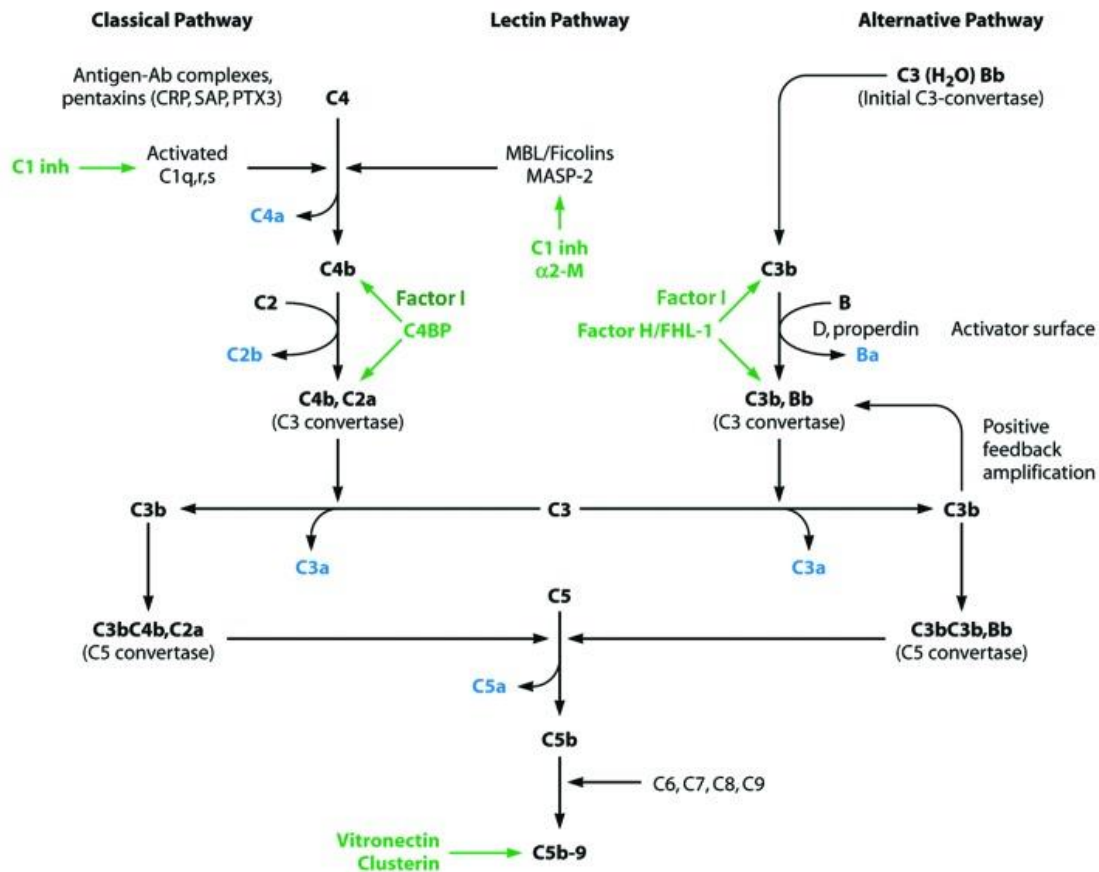 Classical Pathway
Lectin Pathway
Alternative Pathway
Antigen-Ab complexes,
pentaxins (CRP, SAP, PTX3)
C4
C3 (H₂O) Bb
(Initial C3-convertase)
C1 inh
Activated
C1q,r,s
MBL/Ficolins
MASP-2
C4a
C1 inh
α2-M
C4b
C3b
C2
Factor I
C4BP
Factor I
Factor H/FHL-1
B
D, properdin
Activator surface
C2b
Ba
C4b, C2a
(C3 convertase)
C3b, Bb
(C3 convertase)
Positive
feedback
amplification
C3b
C3
C3b
C3a
C3a
C5
C3bC4b,C2a
(C5 convertase)
C3bC3b,Bb
(C5 convertase)
C5a
C5b
C6, C7, C8, C9
Vitronectin
Clusterin
C5b-9